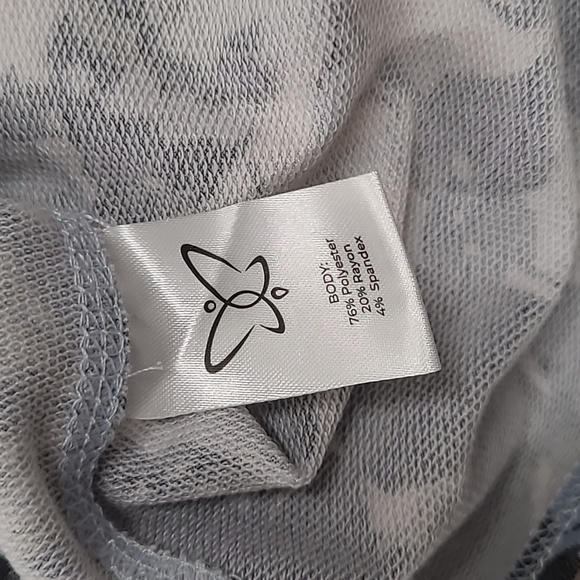 BODY:
76% Polyester
20% Rayon
4% Spandex